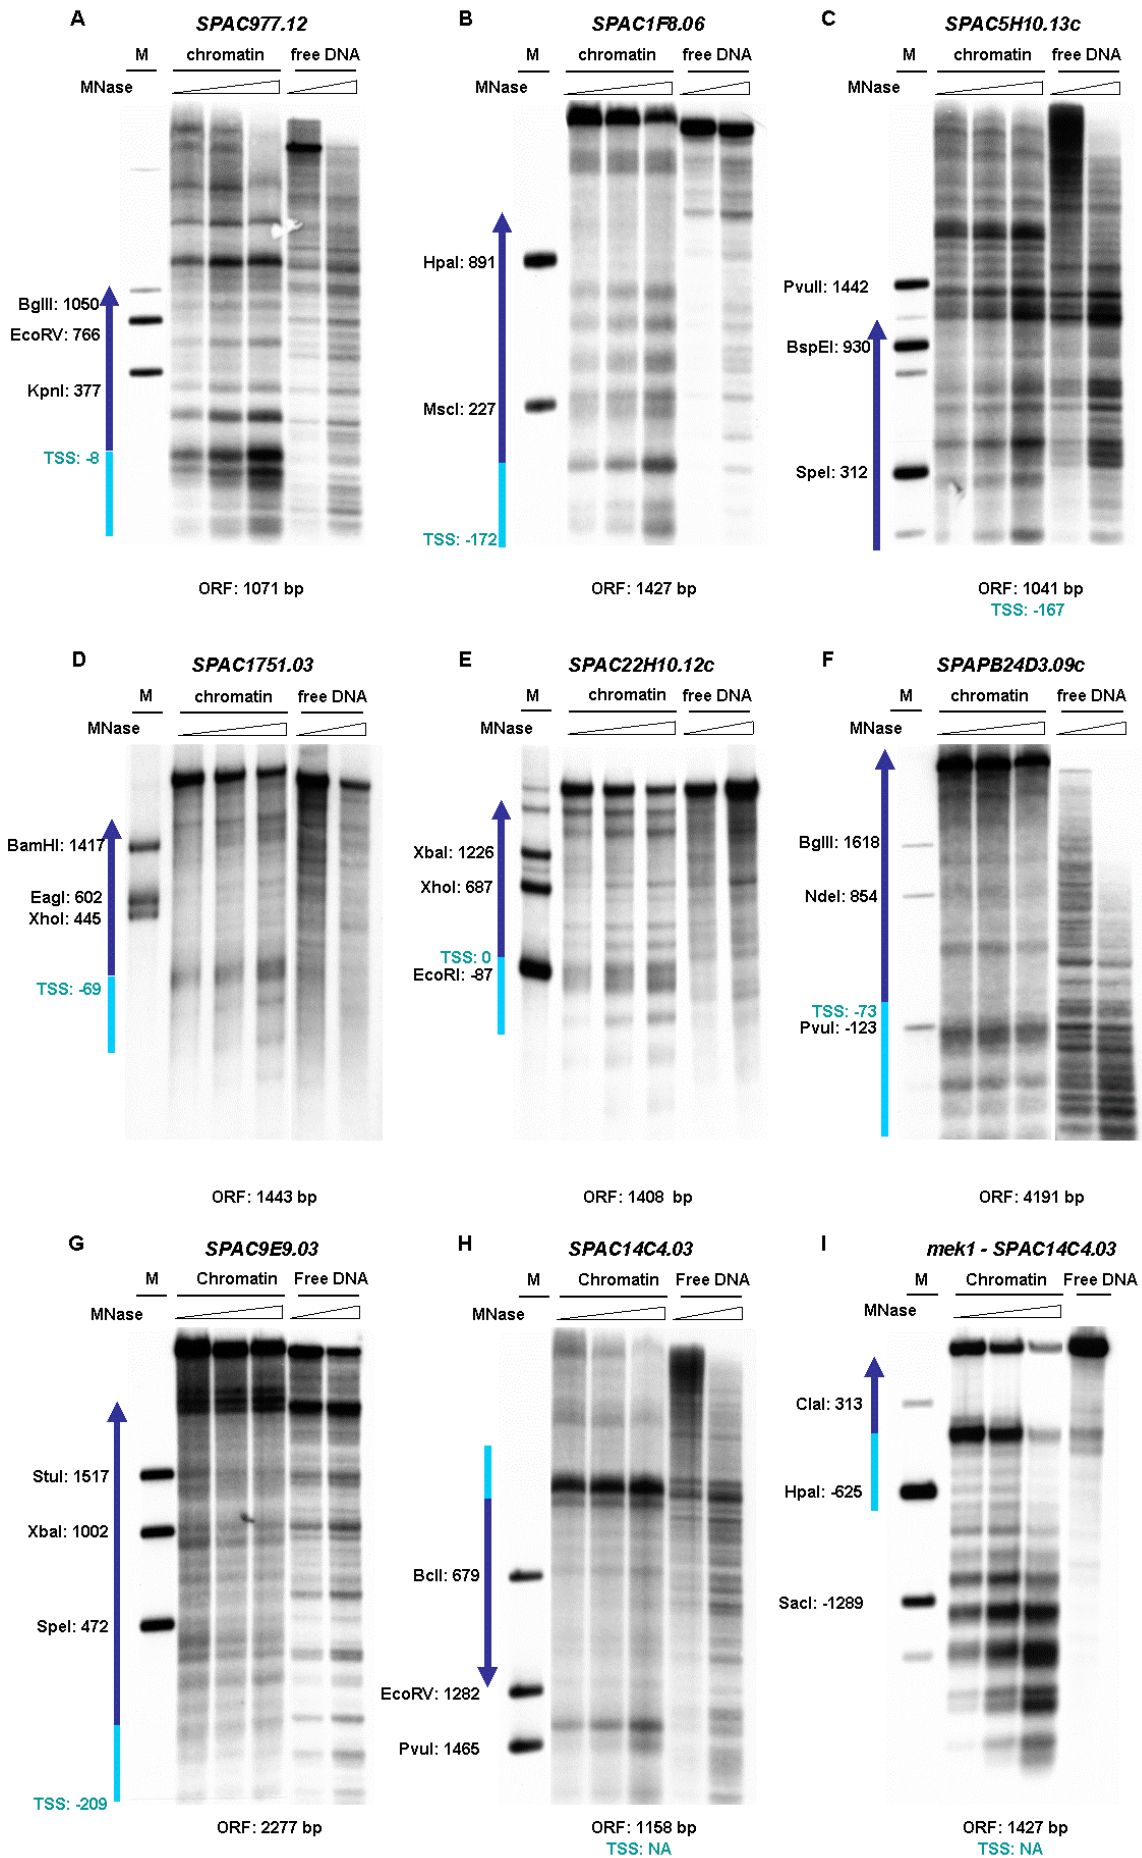 A SPAC977.12
M chromatin free DNA
MNase
BglII: 1050
EcoRV: 766
KpnI: 377
TSS: -8
ORF: 1071 bp
B SPAC1F8.06
M chromatin free DNA
MNase
HpaI: 891
MscI: 227
TSS: -172
ORF: 1427 bp
C SPAC5H10.13c
M chromatin free DNA
MNase
PvuII: 1442
BspEI: 930
SpeI: 312
ORF: 1041 bp
TSS: -167
D SPAC1751.03
M chromatin free DNA
MNase
BamHI: 1417
EagI: 602
XhoI: 445
TSS: -69
ORF: 1443 bp
E SPAC22H10.12c
M chromatin free DNA
MNase
XbaI: 1226
XhoI: 687
TSS: 0
EcoRI: -87
ORF: 1408 bp
F SPAPB24D3.09c
M chromatin free DNA
MNase
BglII: 1618
NdeI: 854
TSS: -73
PvuI: -123
ORF: 4191 bp
G SPAC9E9.03
M Chromatin Free DNA
MNase
StuI: 1517
XbaI: 1002
SpeI: 472
TSS: -209
ORF: 2277 bp
H SPAC14C4.03
M Chromatin Free DNA
MNase
BclI: 679
EcoRV: 1282
PvuI: 1465
ORF: 1158 bp
TSS: NA
I mek1 - SPAC14C4.03
M Chromatin Free DNA
MNase
ClaI: 313
HpaI: -625
SacI: -1289
ORF: 1427 bp
TSS: NA